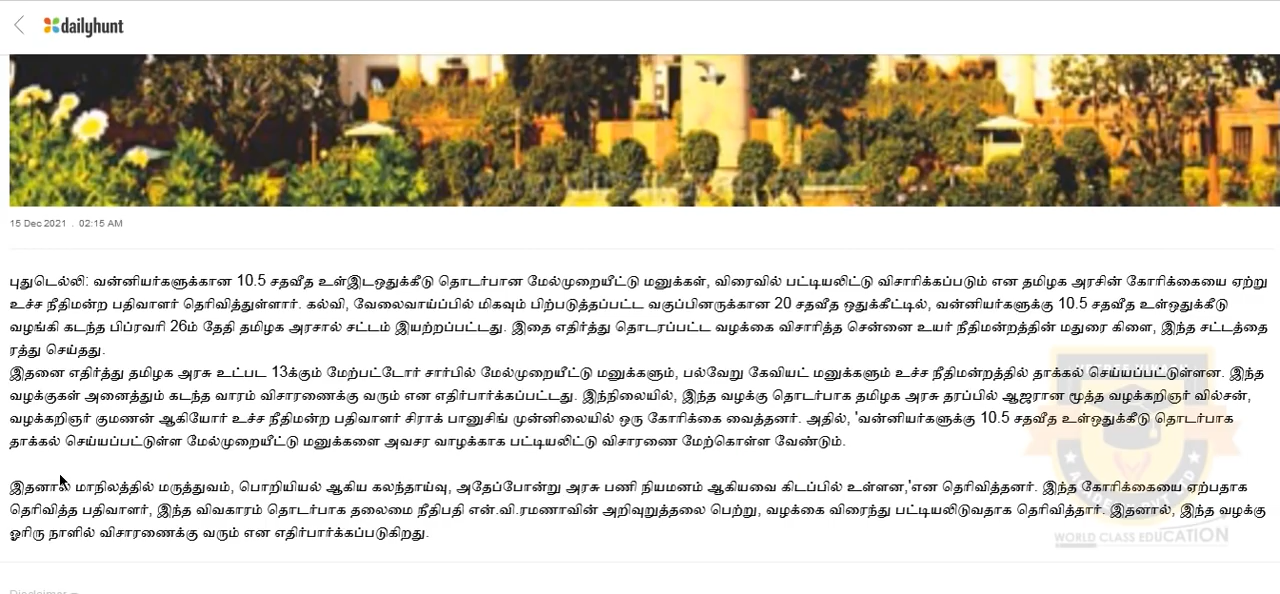 dailyhunt
15 Dec 2021 . 02:15 AM
புதுடெல்லி: வன்னியர்களுக்கான 10.5 சதவீத உள்இடஒதுக்கீடு தொடர்பான மேல்முறையீட்டு மனுக்கள், விரைவில் பட்டியலிட்டு விசாரிக்கப்படும் என தமிழக அரசின் கோரிக்கையை ஏற்று
உச்ச நீதிமன்ற பதிவாளர் தெரிவித்துள்ளார். கல்வி, வேலைவாய்ப்பில் மிகவும் பிற்படுத்தப்பட்ட வகுப்பினருக்கான 20 சதவீத ஒதுக்கீட்டில், வன்னியர்களுக்கு 10.5 சதவீத உள்ஒதுக்கீடு
வழங்கி கடந்த பிப்ரவரி 26ம் தேதி தமிழக அரசால் சட்டம் இயற்றப்பட்டது. இதை எதிர்த்து தொடரப்பட்ட வழக்கை விசாரித்த சென்னை உயர் நீதிமன்றத்தின் மதுரை கிளை, இந்த சட்டத்தை
ரத்து செய்தது.
இதனை எதிர்த்து தமிழக அரசு உட்பட 13க்கும் மேற்பட்டோர் சார்பில் மேல்முறையீட்டு மனுக்களும், பல்வேறு கேவியட் மனுக்களும் உச்ச நீதிமன்றத்தில் தாக்கல் செய்யப்பட்டுள்ளன. இந்த
வழக்குகள் அனைத்தும் கடந்த வாரம் விசாரணைக்கு வரும் என எதிர்பார்க்கப்பட்டது. இந்நிலையில், இந்த வழக்கு தொடர்பாக தமிழக அரசு தரப்பில் ஆஜரான மூத்த வழக்கறிஞர் வில்சன்,
வழக்கறிஞர் குமணன் ஆகியோர் உச்ச நீதிமன்ற பதிவாளர் சிராக் பானுசிங் முன்னிலையில் ஒரு கோரிக்கை வைத்தனர். அதில், 'வன்னியர்களுக்கு 10.5 சதவீத உள்ஒதுக்கீடு தொடர்பாக
தாக்கல் செய்யப்பட்டுள்ள மேல்முறையீட்டு மனுக்களை அவசர வாழக்காக பட்டியலிட்டு விசாரணை மேற்கொள்ள வேண்டும்.
இதனால் மாநிலத்தில் மருத்துவம், பொறியியல் ஆகிய கலந்தாய்வு, அதேப்போன்று அரசு பணி நியமனம் ஆகியவை கிடப்பில் உள்ளன,'என தெரிவித்தனர். இந்த கோரிக்கையை ஏற்பதாக
தெரிவித்த பதிவாளர், இந்த விவகாரம் தொடர்பாக தலைமை நீதிபதி என்.வி.ரமணாவின் அறிவுறுத்தலை பெற்று, வழக்கை விரைந்து பட்டியலிடுவதாக தெரிவித்தார். இதனால், இந்த வழக்கு
ஓரிரு நாளில் விசாரணைக்கு வரும் என எதிர்பார்க்கப்படுகிறது.
WORLD CLASS EDUCATION